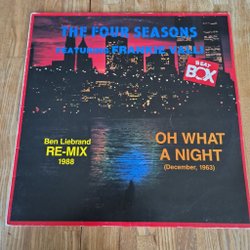 THE FOUR SEASONS
FEATURING FRANKIE VALLI
BEAT
BOX
Ben Liebrand
RE-MIX
1988
OH WHAT
A NIGHT
(December, 1963)